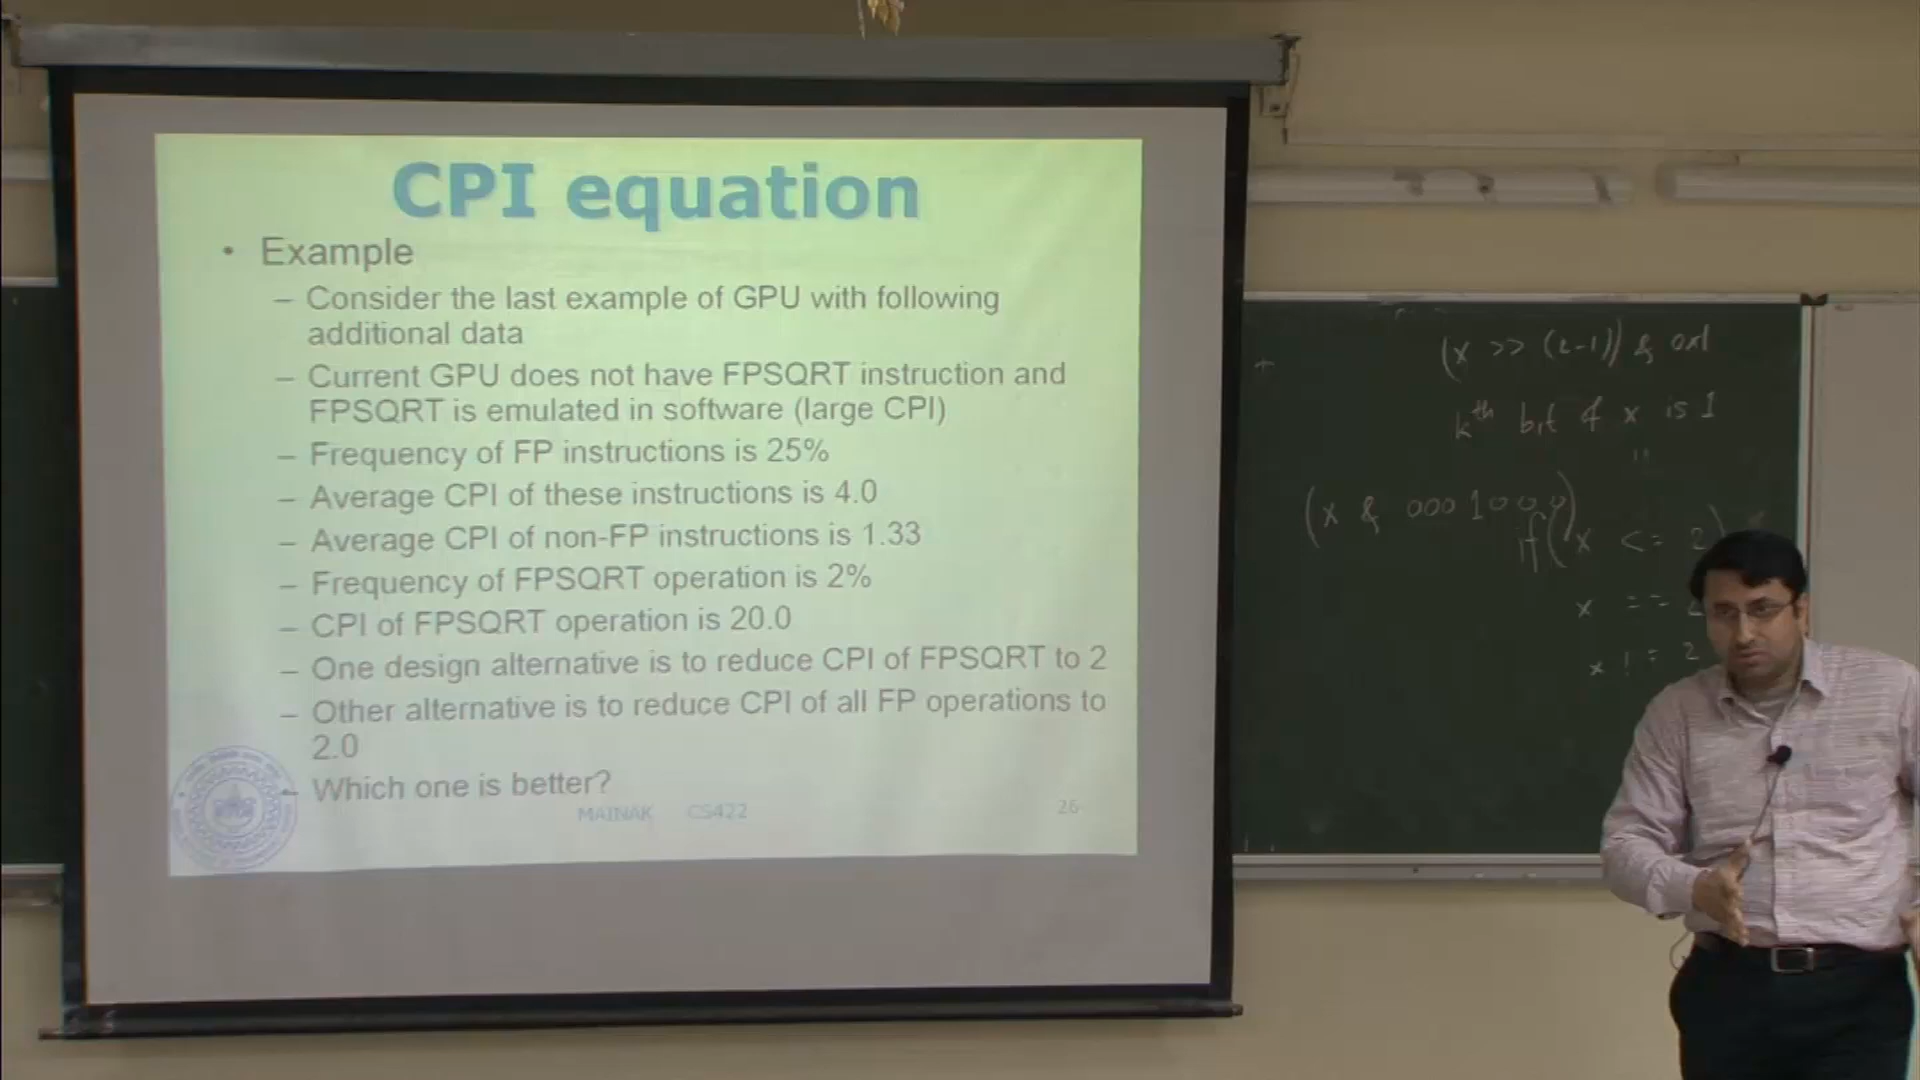 CPI equation
• Example
– Consider the last example of GPU with following
additional data
– Current GPU does not have FPSQRT instruction and
FPSQRT is emulated in software (large CPI)
– Frequency of FP instructions is 25%
– Average CPI of these instructions is 4.0
– Average CPI of non-FP instructions is 1.33
– Frequency of FPSQRT operation is 2%
– CPI of FPSQRT operation is 20.0
– One design alternative is to reduce CPI of FPSQRT to 2
– Other alternative is to reduce CPI of all FP operations to
2.0
– Which one is better?
MAINAK CS422
26
(x >> (k-1)) & 0x1
kth bit of x is 1
(x & 0001000)
if (x <= 2)
x == 2
x != 2